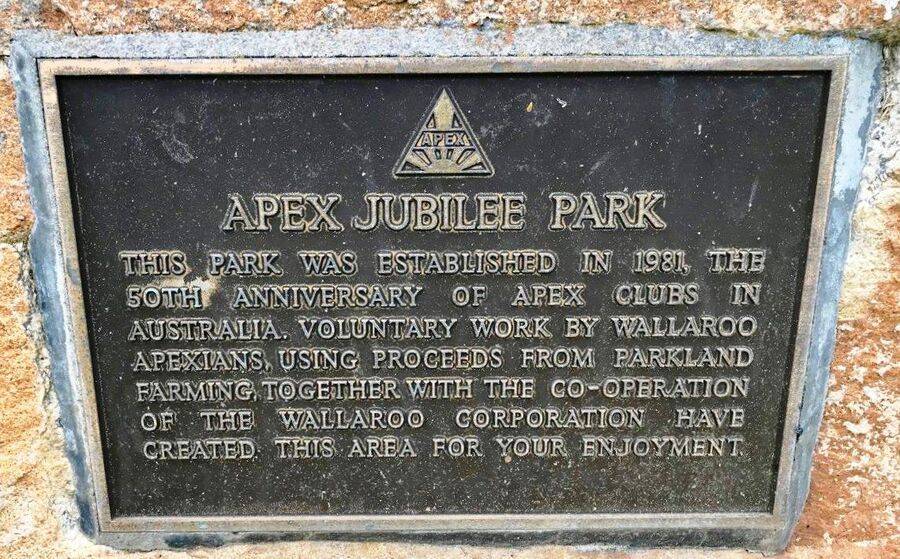 APEX
APEX JUBILEE PARK
THIS PARK WAS ESTABLISHED IN 1981, THE
50TH ANNIVERSARY OF APEX CLUBS IN
AUSTRALIA. VOLUNTARY WORK BY WALLAROO
APEXIANS, USING PROCEEDS FROM PARKLAND
FARMING, TOGETHER WITH THE CO-OPERATION
OF THE WALLAROO CORPORATION HAVE
CREATED THIS AREA FOR YOUR ENJOYMENT.